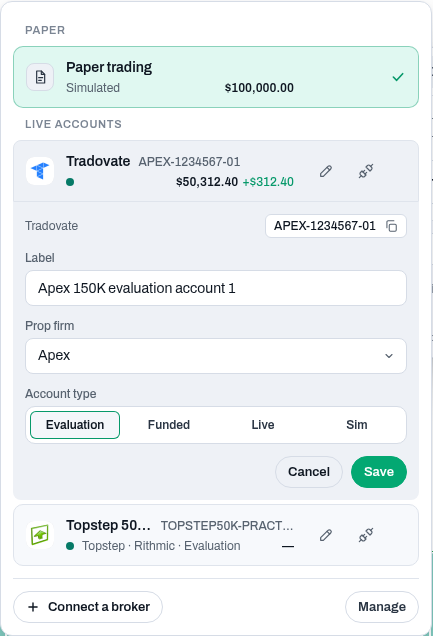 PAPER
Paper trading
Simulated $100,000.00
LIVE ACCOUNTS
Tradovate APEX-1234567-01
$50,312.40 +$312.40
Tradovate APEX-1234567-01
Label
Apex 150K evaluation account 1
Prop firm
Apex
Account type
Evaluation Funded Live Sim
Cancel Save
Topstep 50... TOPSTEP50K-PRACT...
Topstep · Rithmic · Evaluation —
+ Connect a broker Manage